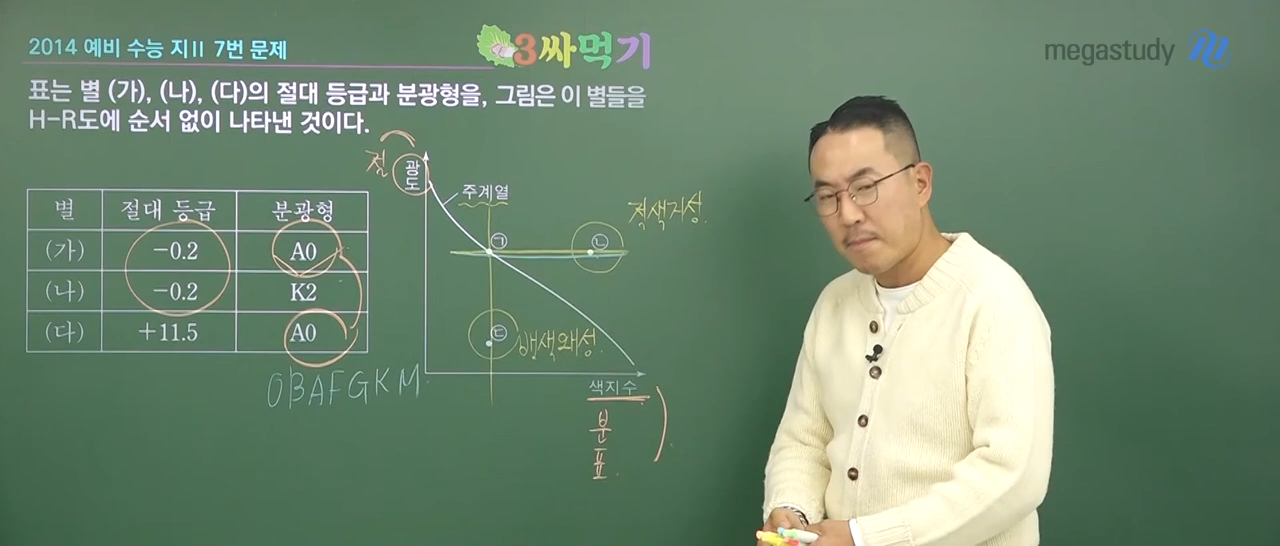 2014 예비 수능 지II 7번 문제
3싸먹기
megastudy
표는 별 (가), (나), (다)의 절대 등급과 분광형을, 그림은 이 별들을
H-R도에 순서 없이 나타낸 것이다.
별 절대 등급 분광형
(가) -0.2 A0
(나) -0.2 K2
(다) +11.5 A0
OBAFGKM
절
광도
주계열
㉠
㉡
적색거성.
㉢
백색왜성.
색지수
분
표